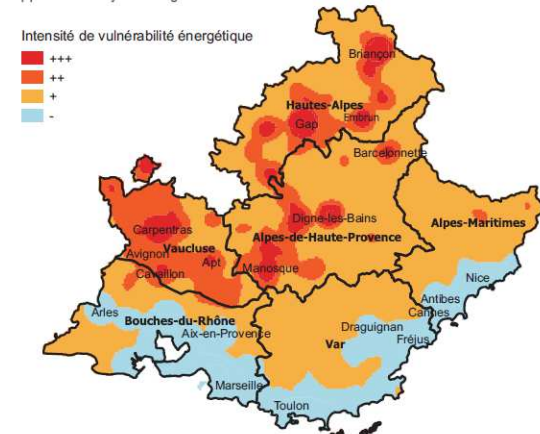 Intensité de vulnérabilité énergétique
+++
++
+
-
Briançon
Hautes-Alpes
Gap
Embrun
Barcelonnette
Digne-les-Bains
Alpes-Maritimes
Carpentras
Vaucluse
Alpes-de-Haute-Provence
Avignon
Apt
Manosque
Cavaillon
Nice
Antibes
Cannes
Arles
Bouches-du-Rhône
Aix-en-Provence
Draguignan
Fréjus
Var
Marseille
Toulon